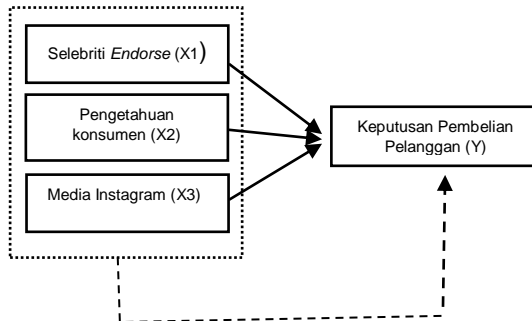 Selebriti Endorse (X1)
Pengetahuan
konsumen (X2)
Media Instagram (X3)
Keputusan Pembelian
Pelanggan (Y)